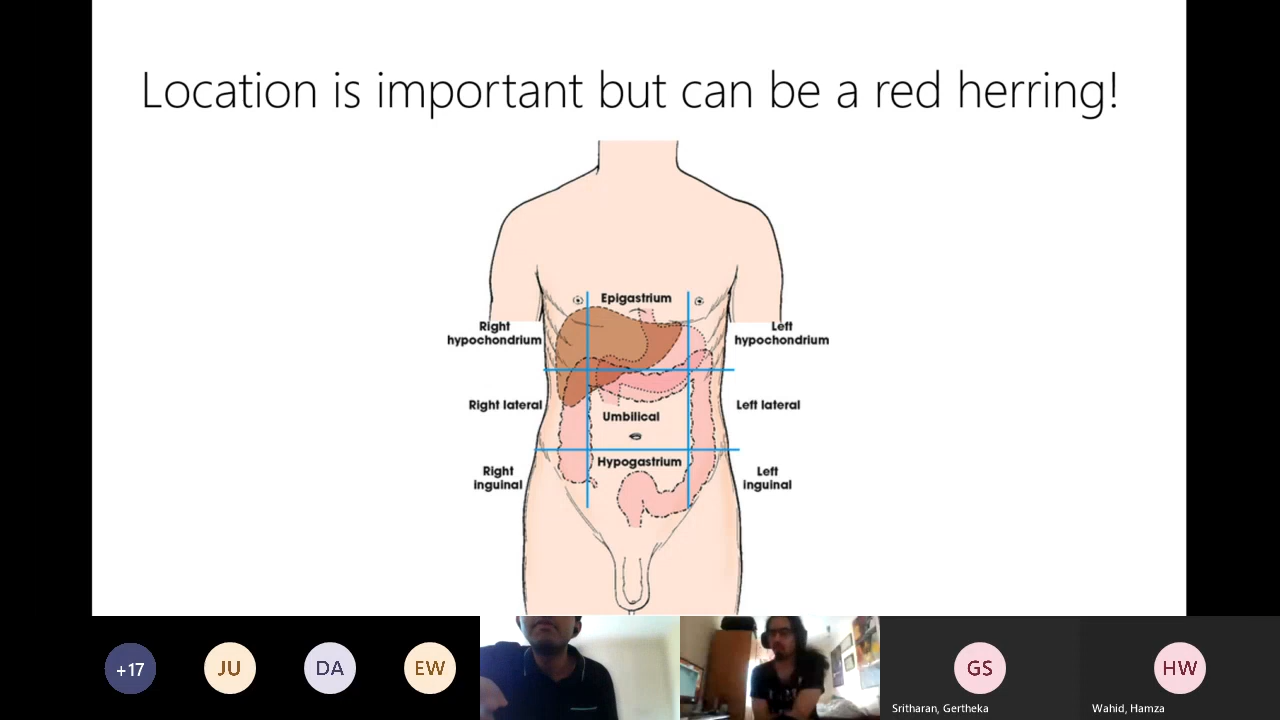 Location is important but can be a red herring!
Epigastrium
Right
hypochondrium
Left
hypochondrium
Right lateral
Left lateral
Umbilical
Hypogastrium
Right
inguinal
Left
inguinal
+17
JU
DA
EW
GS
HW
Sritharan, Gertheka
Wahid, Hamza